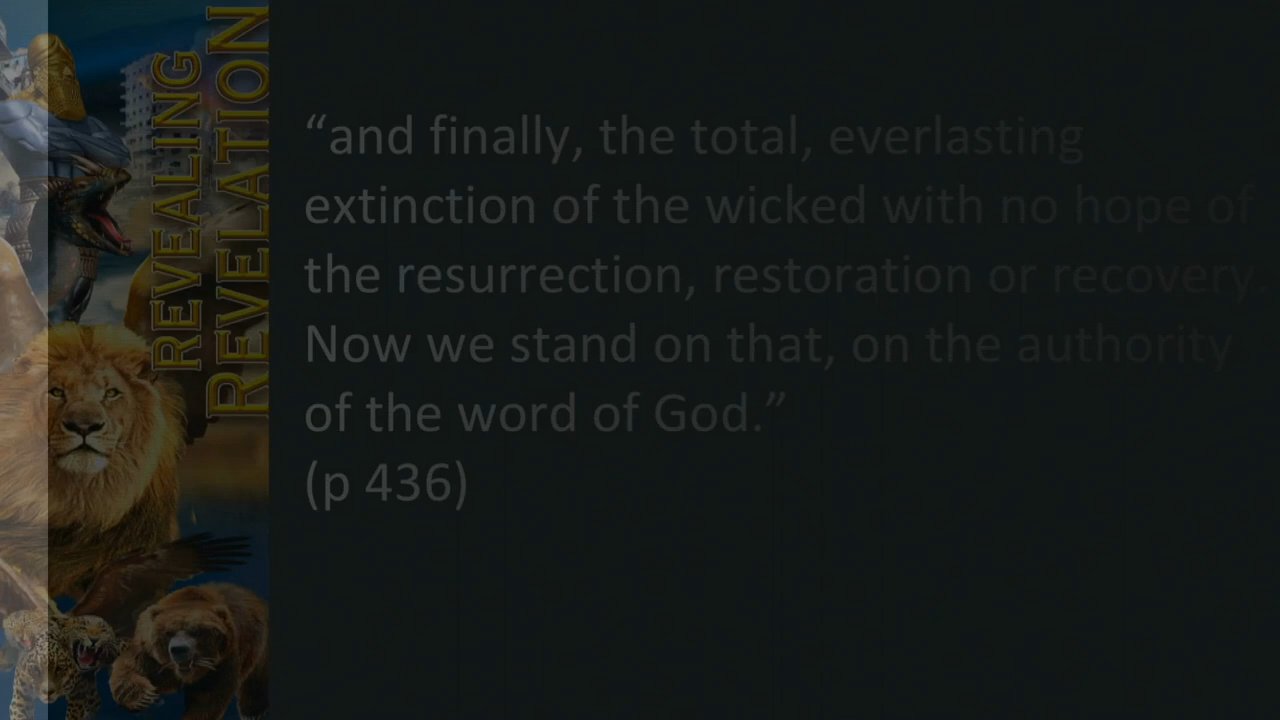 REVEALING
REVELATION
“and finally, the total, everlasting
extinction of the wicked with no hope of
the resurrection, restoration or recovery.
Now we stand on that, on the authority
of the word of God.”
(p 436)